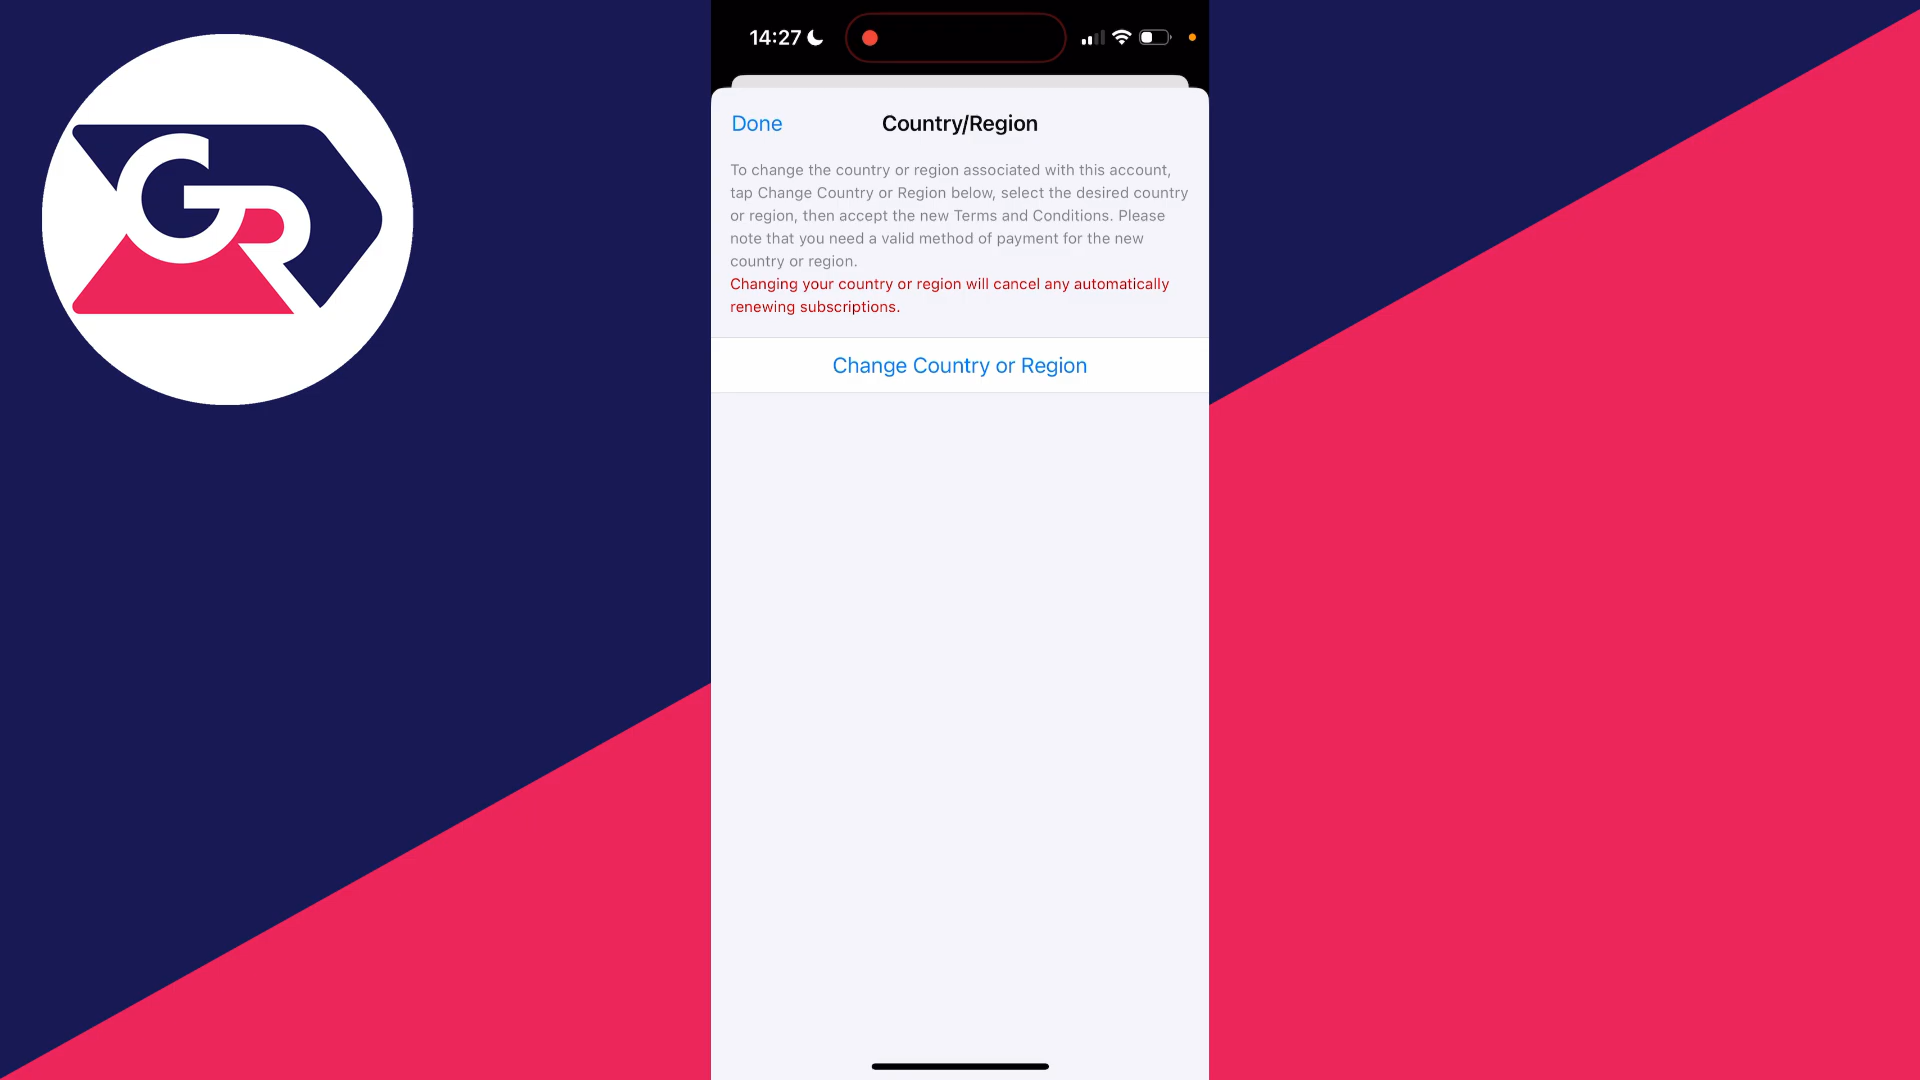 GR
14:27
Done
Country/Region
To change the country or region associated with this account,
tap Change Country or Region below, select the desired country
or region, then accept the new Terms and Conditions. Please
note that you need a valid method of payment for the new
country or region.
Changing your country or region will cancel any automatically
renewing subscriptions.
Change Country or Region